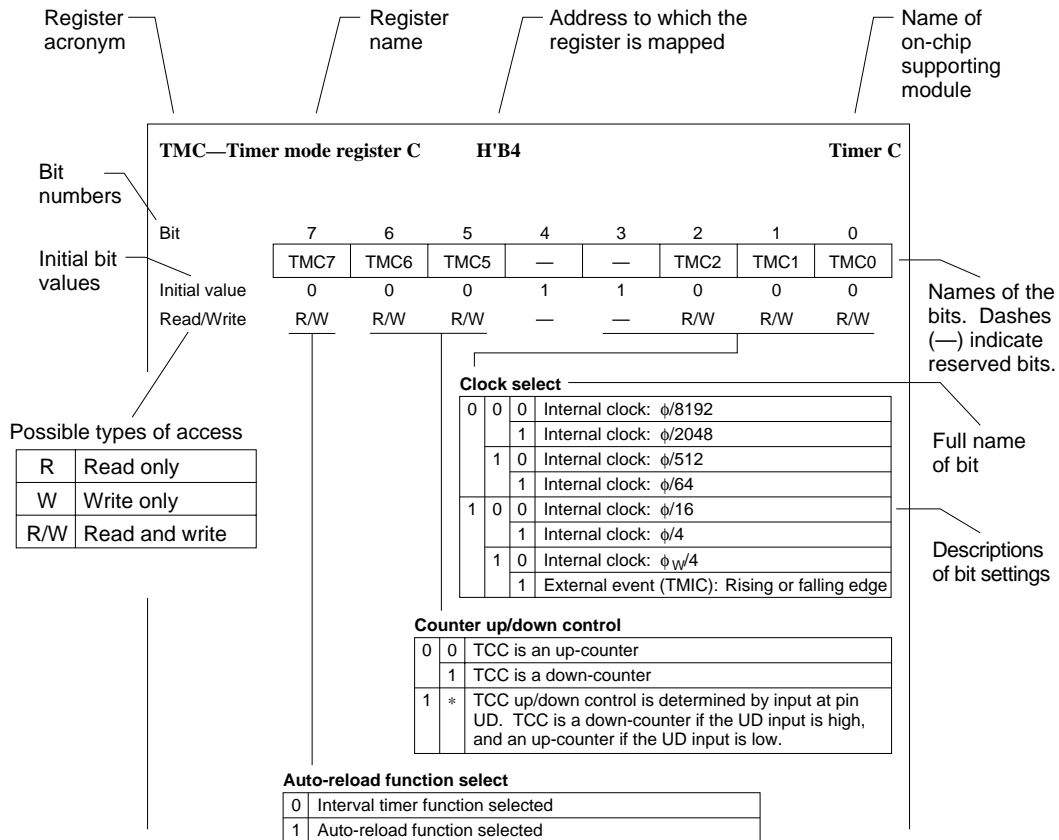 Register
acronym
Register
name
Address to which the
register is mapped
Name of
on-chip
supporting
module
TMC—Timer mode register C H'B4 Timer C
Bit
numbers
Bit 7 6 5 4 3 2 1 0
TMC7 TMC6 TMC5 — — TMC2 TMC1 TMC0
Initial bit
values
Initial value 0 0 0 1 1 0 0 0
Read/Write R/W R/W R/W — — R/W R/W R/W
Names of the
bits. Dashes
(—) indicate
reserved bits.
Clock select
0 0 0 Internal clock: ϕ/8192
1 Internal clock: ϕ/2048
1 0 Internal clock: ϕ/512
1 Internal clock: ϕ/64
1 0 0 Internal clock: ϕ/16
1 Internal clock: ϕ/4
1 0 Internal clock: ϕW/4
1 External event (TMIC): Rising or falling edge
Full name
of bit
Descriptions
of bit settings
Possible types of access
R Read only
W Write only
R/W Read and write
Counter up/down control
0 0 TCC is an up-counter
1 TCC is a down-counter
1 * TCC up/down control is determined by input at pin
UD. TCC is a down-counter if the UD input is high,
and an up-counter if the UD input is low.
Auto-reload function select
0 Interval timer function selected
1 Auto-reload function selected